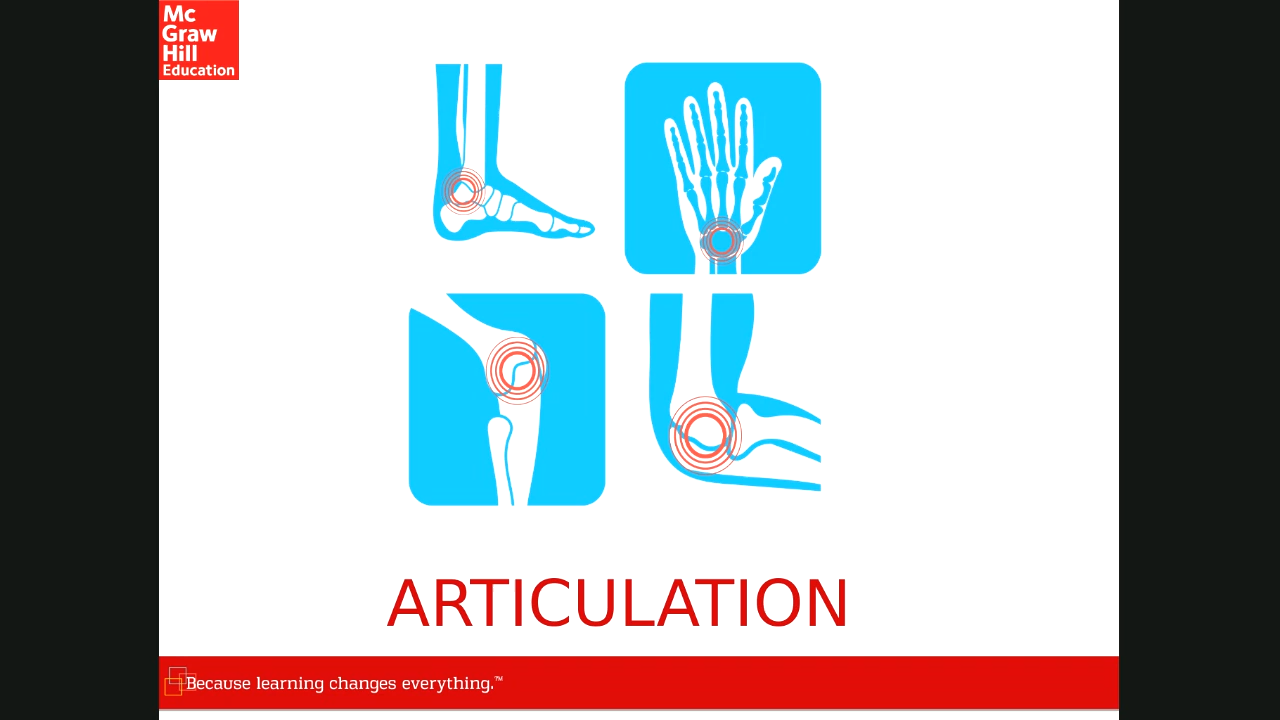 Mc
Graw
Hill
Education
ARTICULATION
Because learning changes everything.™